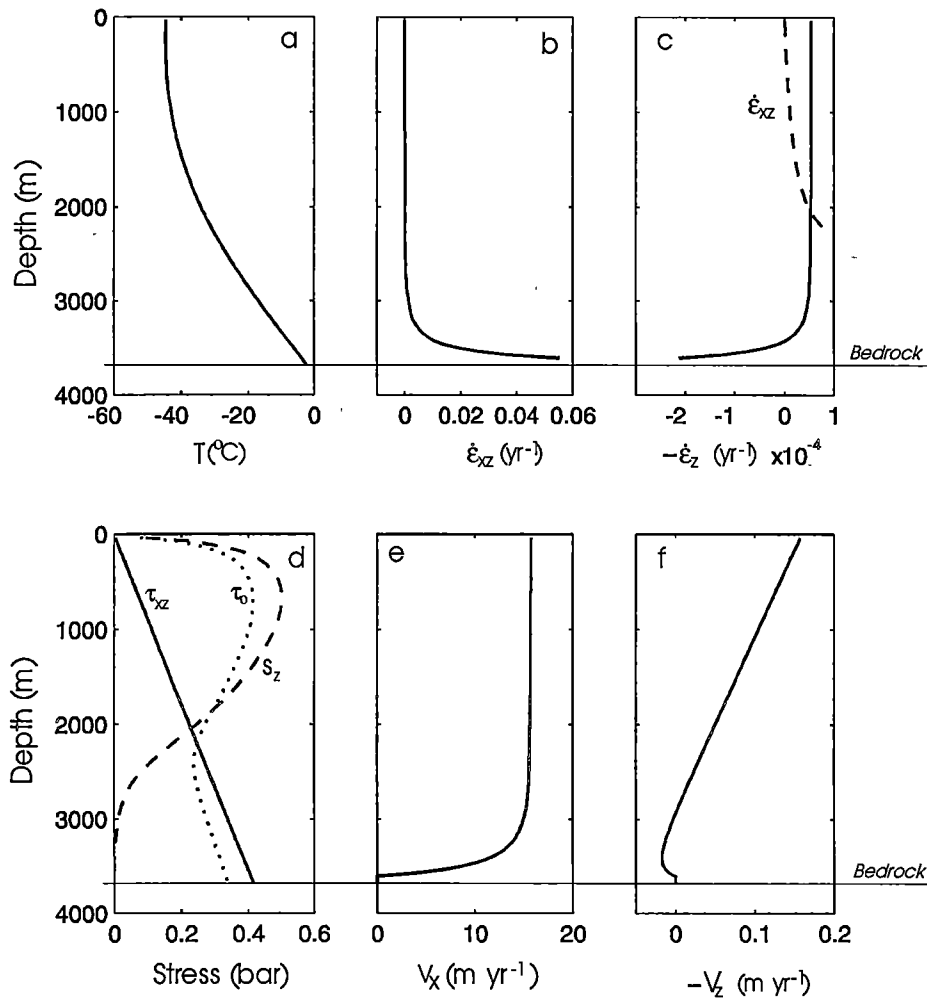 a
b
c
0
1000
2000
3000
4000
Depth (m)
ε̇xz
Bedrock
-60 -40 -20 0
0 0.02 0.04 0.06
-2 -1 0 1
T(°C)
ε̇xz (yr-1)
-ε̇z (yr-1) x10-4
d
e
f
0
1000
2000
3000
4000
Depth (m)
τxz
τo
Sz
Bedrock
0 0.2 0.4 0.6
0 10 20
0 0.1 0.2
Stress (bar)
Vx (m yr-1)
-Vz (m yr-1)